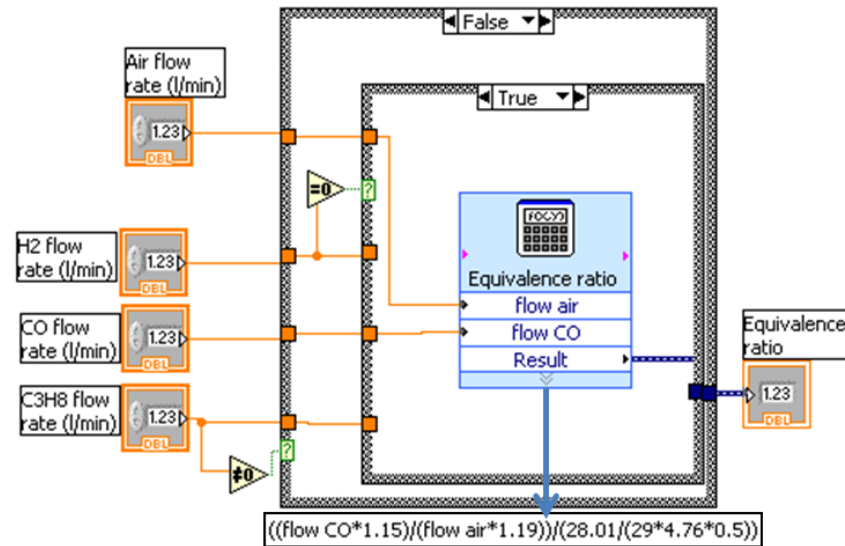 False
Air flow
rate (l/min)
True
1.23
DBL
=0
?
F(X,Y)
H2 flow
rate (l/min)
1.23
DBL
Equivalence ratio
flow air
CO flow
rate (l/min)
1.23
DBL
flow CO
Result
Equivalence
ratio
1.23
DBL
C3H8 flow
rate (l/min)
1.23
DBL
?
≠0
((flow CO*1.15)/(flow air*1.19))/(28.01/(29*4.76*0.5))